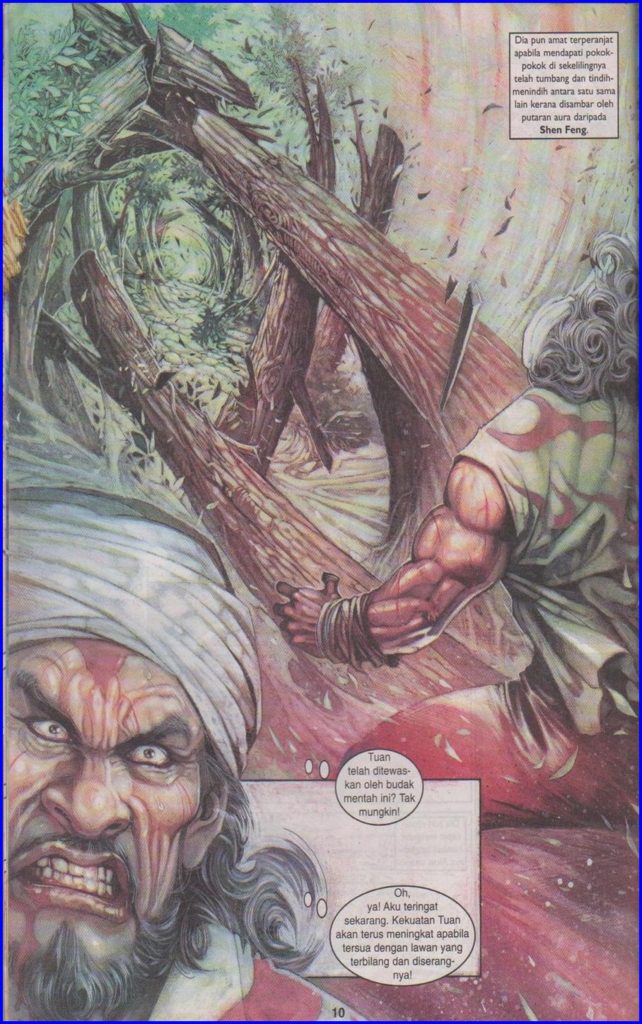 Dia pun amat terperanjat
apabila mendapati pokok-
pokok di sekelilingnya
telah tumbang dan tindih-
menindih antara satu sama
lain kerana disambar oleh
putaran aura daripada
Shen Feng.
Tuan
telah ditewas-
kan oleh budak
mentah ini? Tak
mungkin!
Oh,
ya! Aku teringat
sekarang. Kekuatan Tuan
akan terus meningkat apabila
tersua dengan lawan yang
terbilang dan diserang-
nya!
10